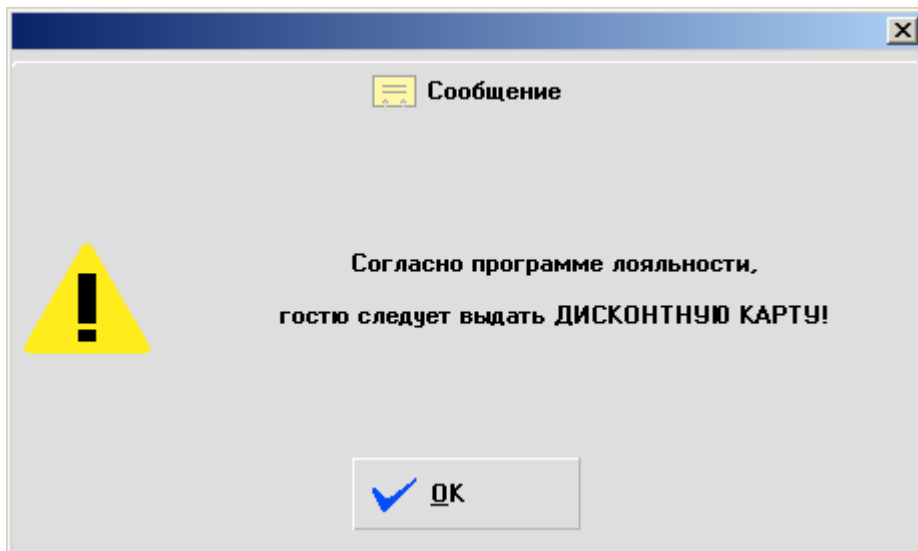 Сообщение
Согласно программе лояльности,
гостю следует выдать ДИСКОНТНУЮ КАРТУ!
OK